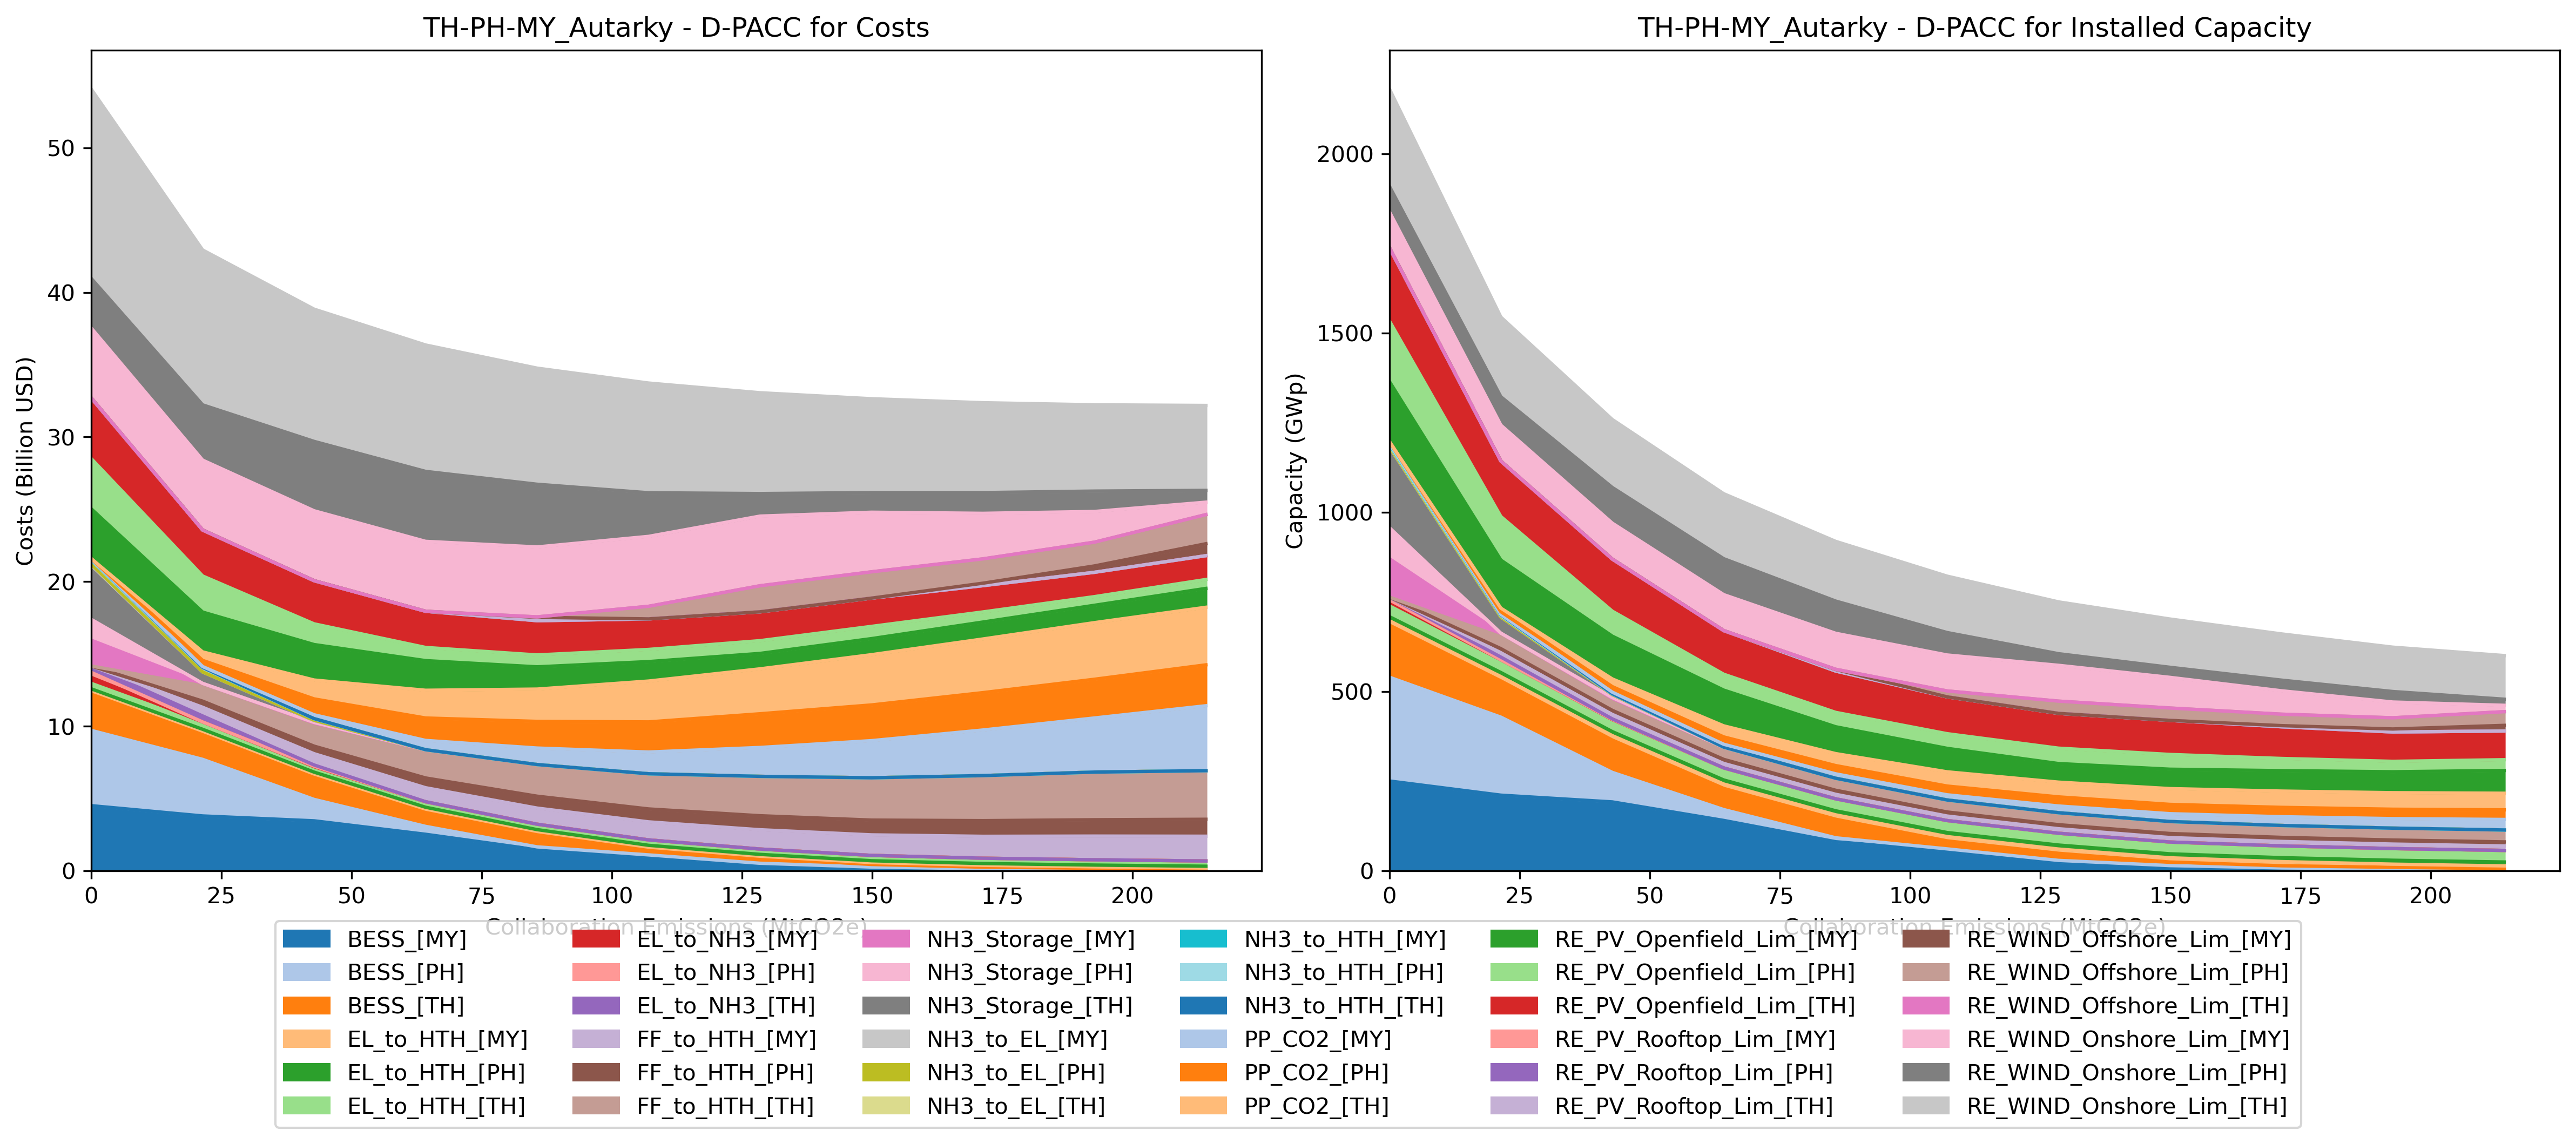 TH-PH-MY_Autarky - D-PACC for Costs
Costs (Billion USD)
50
40
30
20
10
0
0 25 50 75 100 125 150 175 200
Collaboration Emissions (MtCO2e)
TH-PH-MY_Autarky - D-PACC for Installed Capacity
Capacity (GWp)
2000
1500
1000
500
0
0 25 50 75 100 125 150 175 200
Collaboration Emissions (MtCO2e)
BESS_[MY]
BESS_[PH]
BESS_[TH]
EL_to_HTH_[MY]
EL_to_HTH_[PH]
EL_to_HTH_[TH]
EL_to_NH3_[MY]
EL_to_NH3_[PH]
EL_to_NH3_[TH]
FF_to_HTH_[MY]
FF_to_HTH_[PH]
FF_to_HTH_[TH]
NH3_Storage_[MY]
NH3_Storage_[PH]
NH3_Storage_[TH]
NH3_to_EL_[MY]
NH3_to_EL_[PH]
NH3_to_EL_[TH]
NH3_to_HTH_[MY]
NH3_to_HTH_[PH]
NH3_to_HTH_[TH]
PP_CO2_[MY]
PP_CO2_[PH]
PP_CO2_[TH]
RE_PV_Openfield_Lim_[MY]
RE_PV_Openfield_Lim_[PH]
RE_PV_Openfield_Lim_[TH]
RE_PV_Rooftop_Lim_[MY]
RE_PV_Rooftop_Lim_[PH]
RE_PV_Rooftop_Lim_[TH]
RE_WIND_Offshore_Lim_[MY]
RE_WIND_Offshore_Lim_[PH]
RE_WIND_Offshore_Lim_[TH]
RE_WIND_Onshore_Lim_[MY]
RE_WIND_Onshore_Lim_[PH]
RE_WIND_Onshore_Lim_[TH]